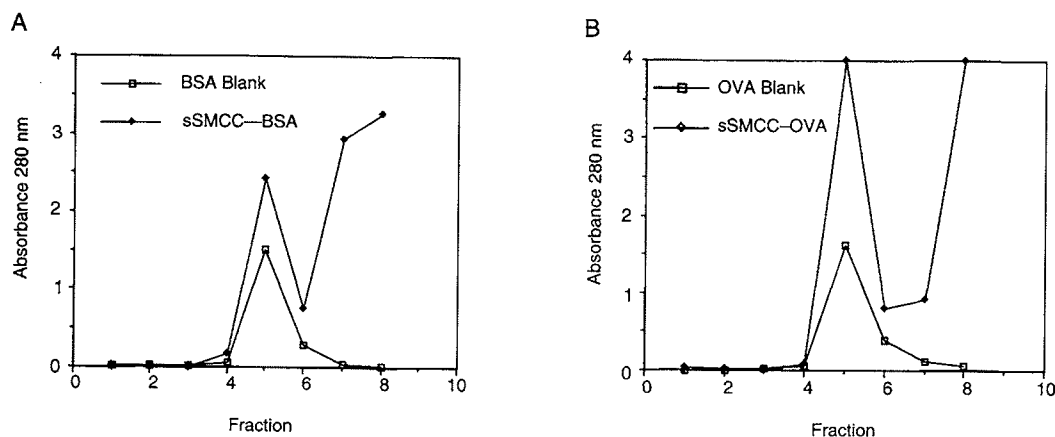 A
Absorbance 280 nm
4
3
2
1
0
BSA Blank
sSMCC—BSA
0 2 4 6 8 10
Fraction
B
Absorbance 280 nm
4
3
2
1
0
OVA Blank
sSMCC–OVA
0 2 4 6 8 10
Fraction